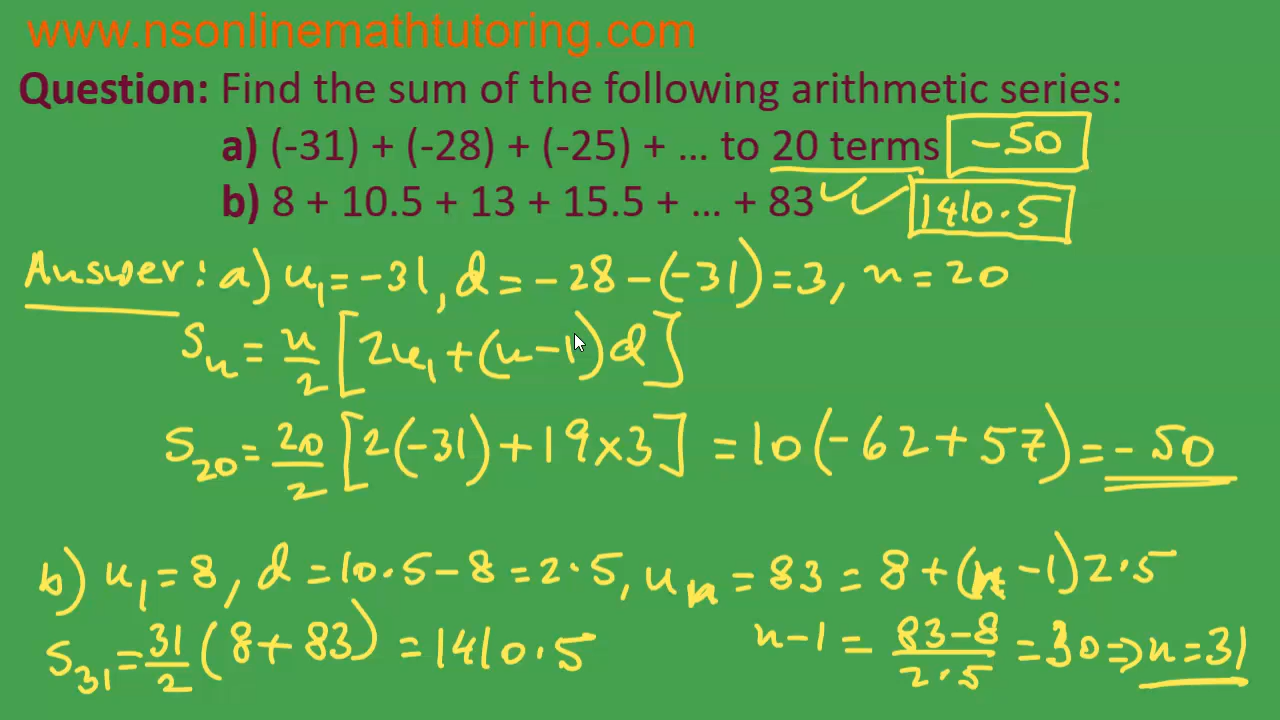 www.nsonlinemathtutoring.com
Question: Find the sum of the following arithmetic series:
a) (-31) + (-28) + (-25) + ... to 20 terms -50
b) 8 + 10.5 + 13 + 15.5 + ... + 83 1410.5
Answer: a) u₁ = -31, d = -28 - (-31) = 3, n = 20
Sₙ = n/2 [2u₁ + (n-1)d]
S₂₀ = 20/2 [2(-31) + 19×3] = 10(-62+57) = -50
b) u₁ = 8, d = 10.5 - 8 = 2.5, uₙ = 83 = 8 + (n-1)2.5
S₃₁ = 31/2 (8+83) = 1410.5 n-1 = 83-8/2.5 = 30 ⇒ n = 31